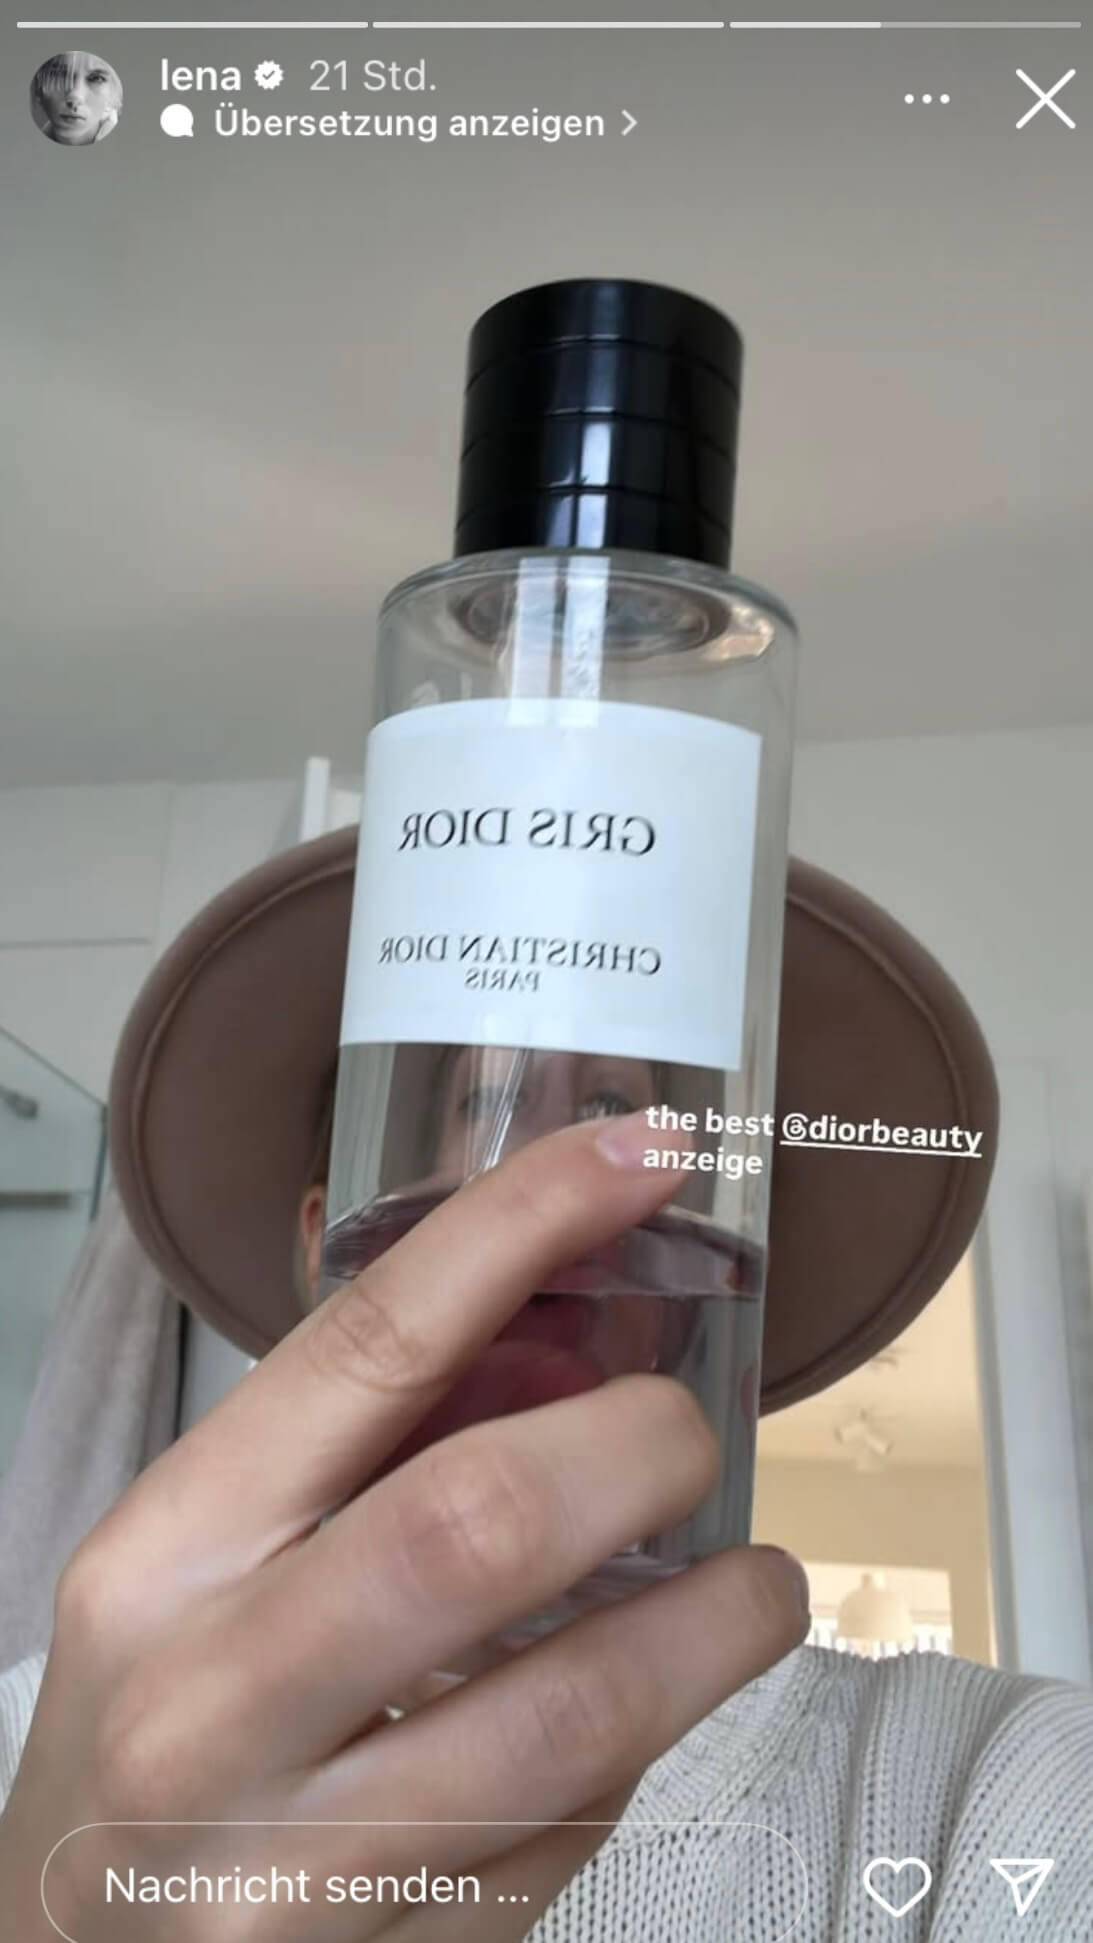 lena 21 Std.
Übersetzung anzeigen
GRIS DIOR
CHRISTIAN DIOR
PARIS
the best @diorbeauty
anzeige
Nachricht senden ...